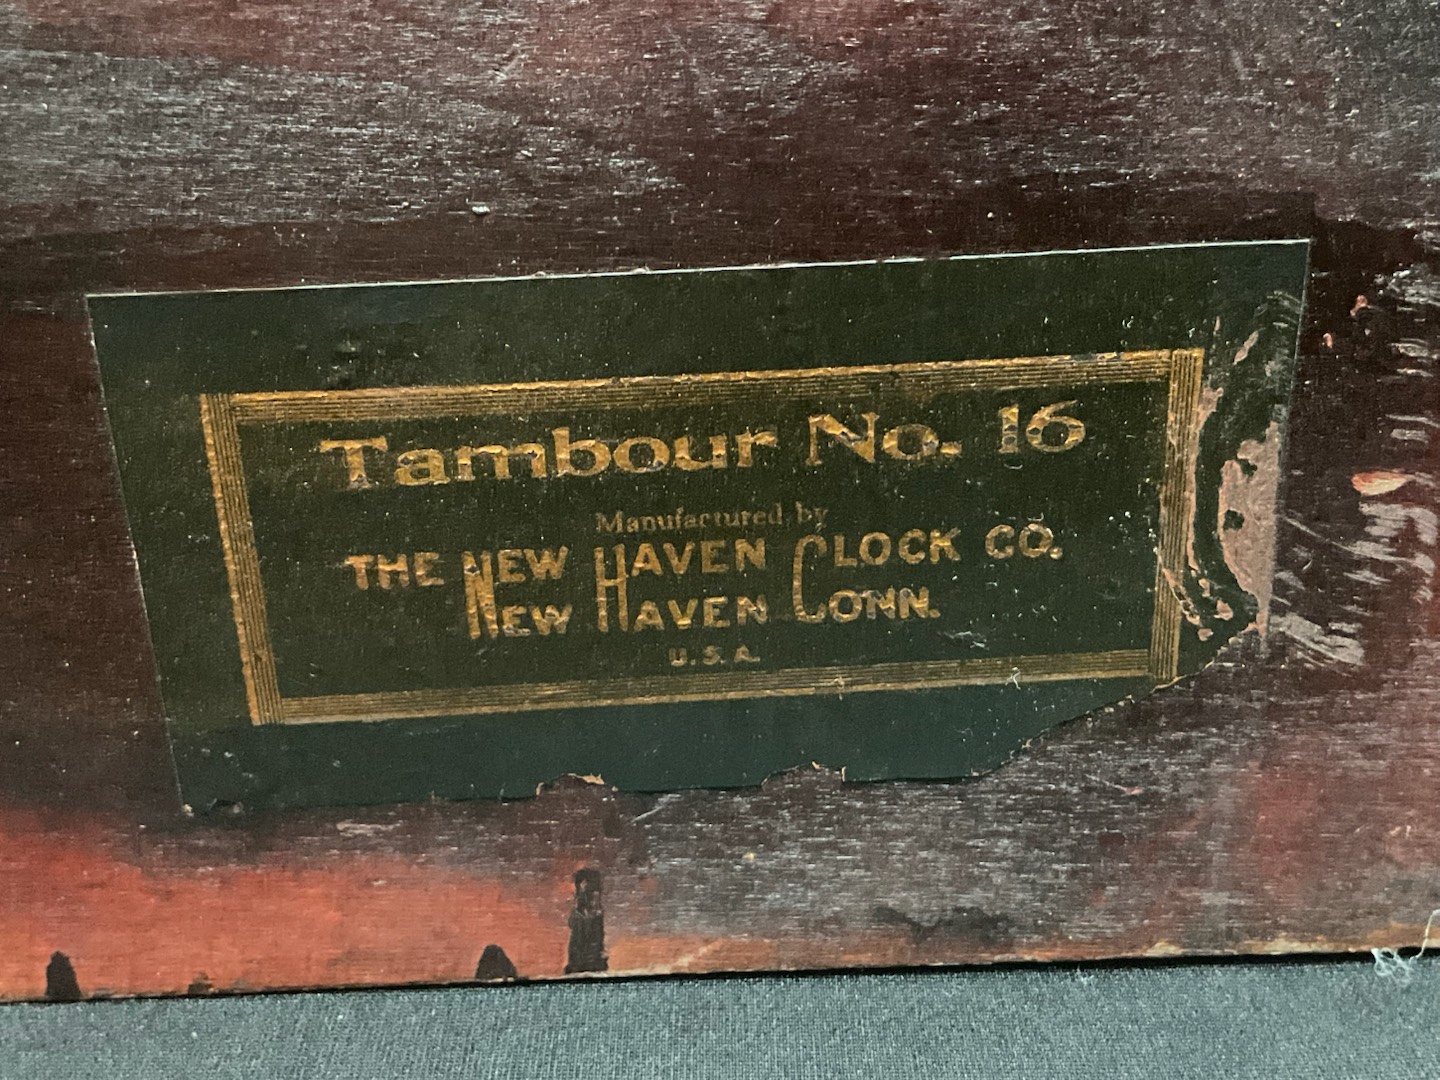 Tambour No. 16
Manufactured by
THE NEW HAVEN CLOCK CO.
NEW HAVEN CONN.
U.S.A.